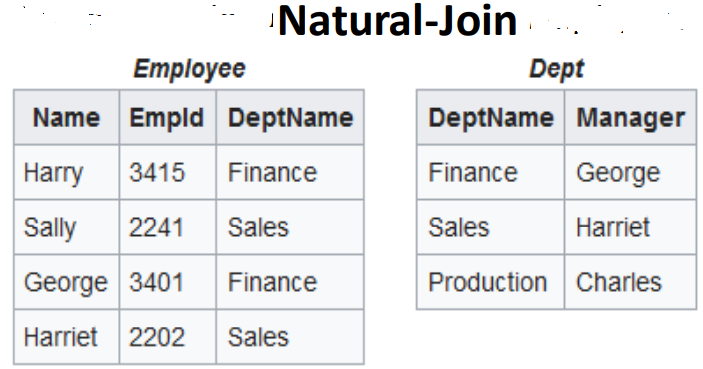 Natural-Join
Employee
Name EmpId DeptName
Harry 3415 Finance
Sally 2241 Sales
George 3401 Finance
Harriet 2202 Sales
Dept
DeptName Manager
Finance George
Sales Harriet
Production Charles